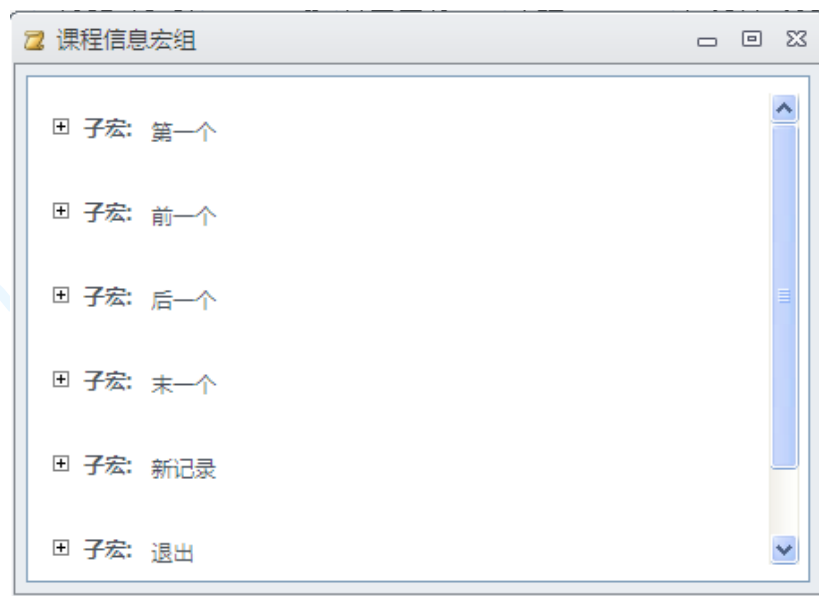 课程信息宏组
子宏: 第一个
子宏: 前一个
子宏: 后一个
子宏: 末一个
子宏: 新记录
子宏: 退出